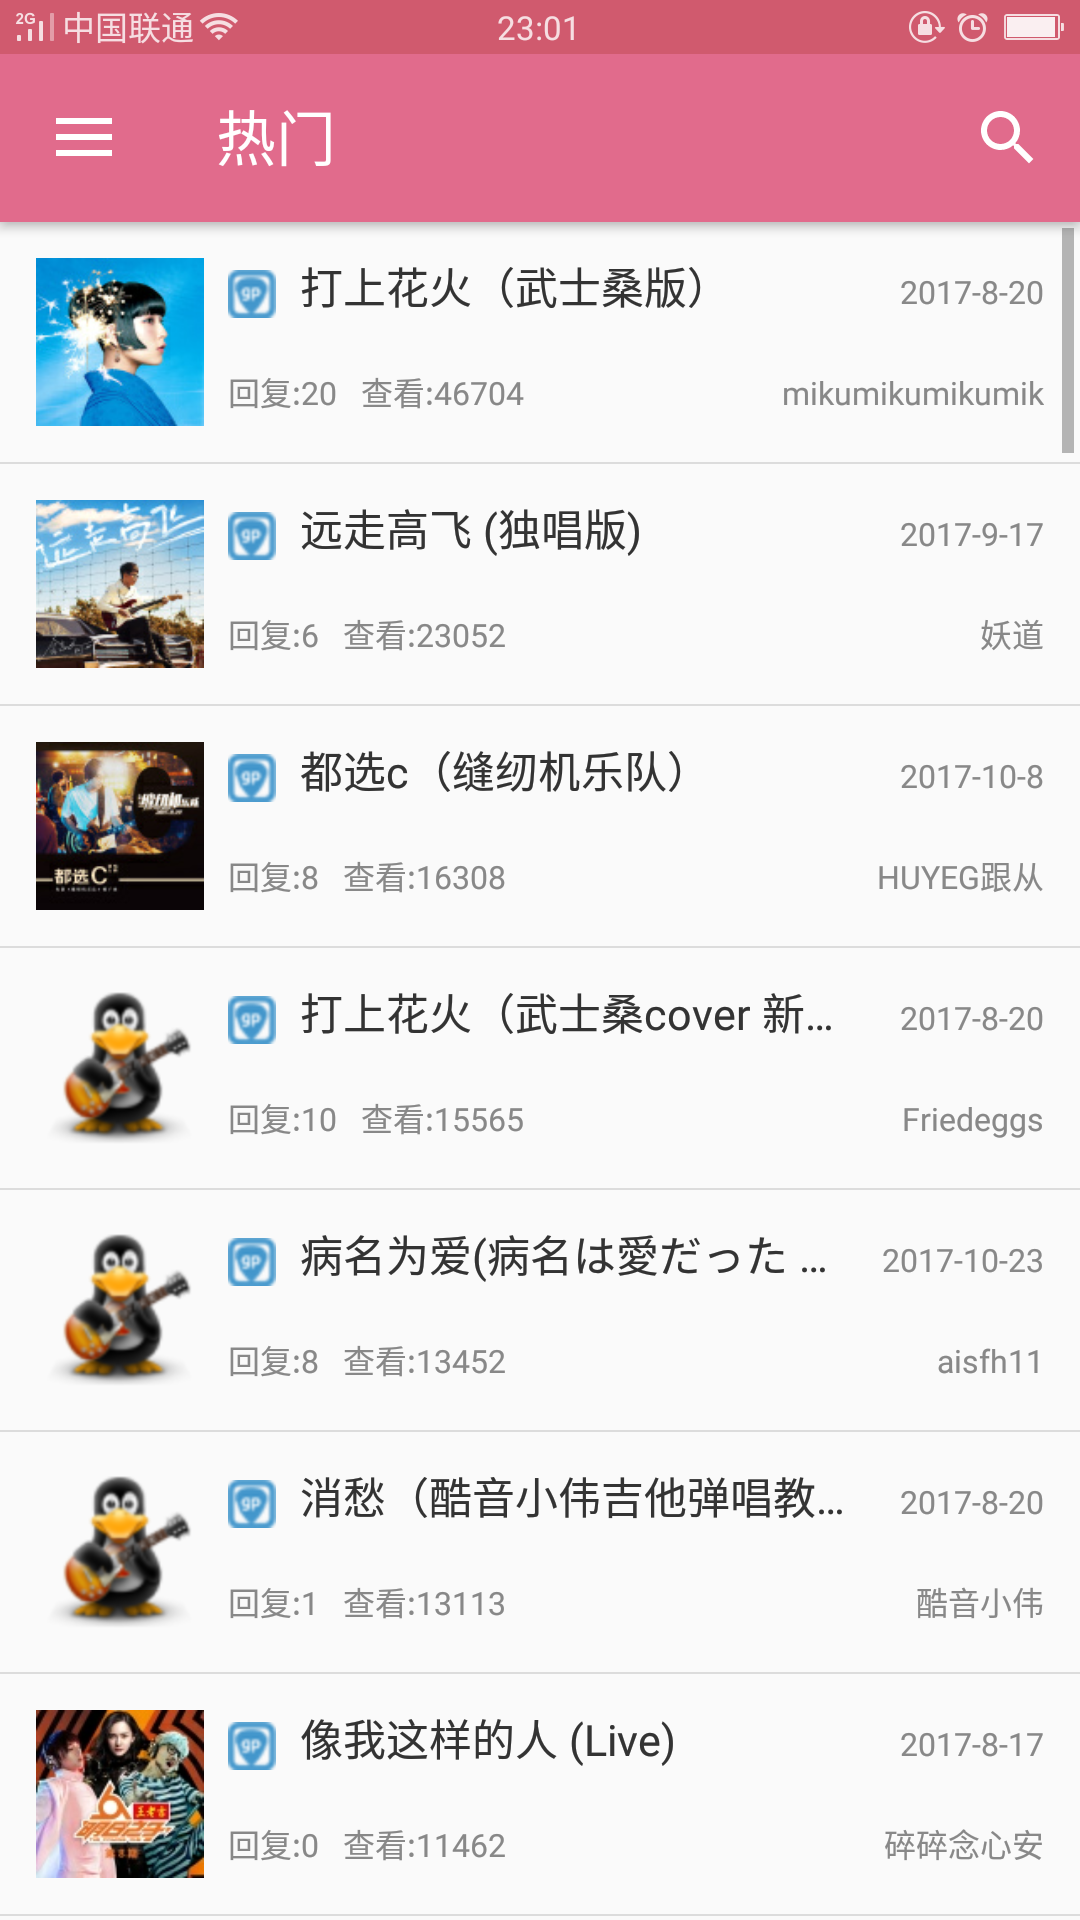 2G 中国联通 23:01
热门
gp 打上花火（武士桑版） 2017-8-20
回复:20 查看:46704 mikumikumikumik
远走高飞
gp 远走高飞 (独唱版) 2017-9-17
回复:6 查看:23052 妖道
gp 都选c（缝纫机乐队） 2017-10-8
缝纫机乐队
都选C
回复:8 查看:16308 HUYEG跟从
gp 打上花火（武士桑cover 新... 2017-8-20
回复:10 查看:15565 Friedeggs
gp 病名为爱(病名は愛だった ... 2017-10-23
回复:8 查看:13452 aisfh11
gp 消愁（酷音小伟吉他弹唱教... 2017-8-20
回复:1 查看:13113 酷音小伟
gp 像我这样的人 (Live) 2017-8-17
王老吉
明日之子
回复:0 查看:11462 碎碎念心安